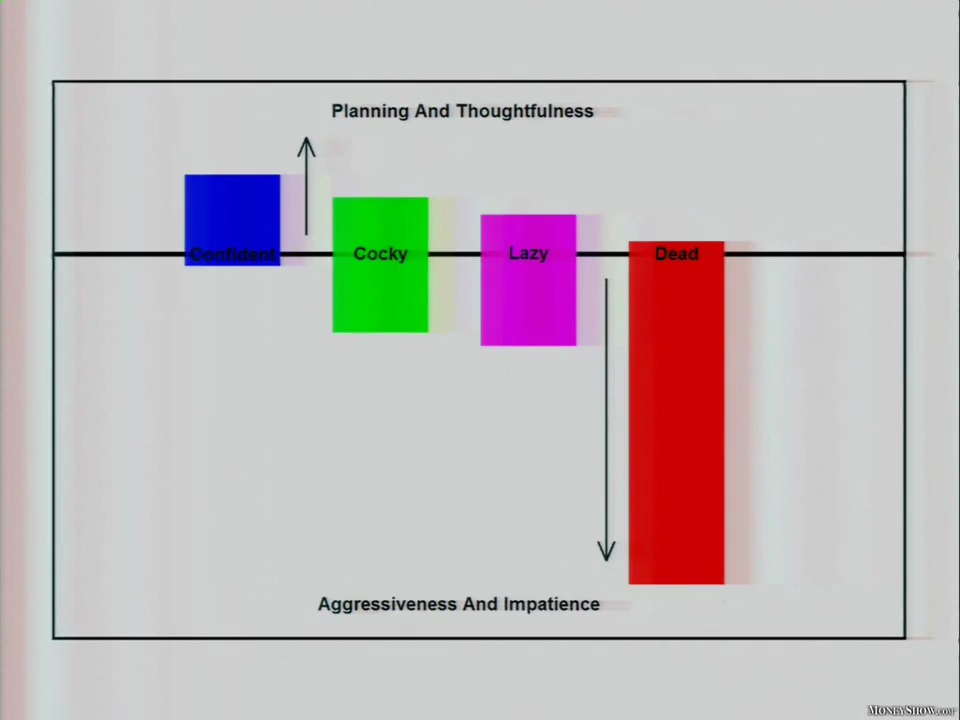 Planning And Thoughtfulness
Confident
Cocky
Lazy
Dead
Aggressiveness And Impatience
MoneyShow.com